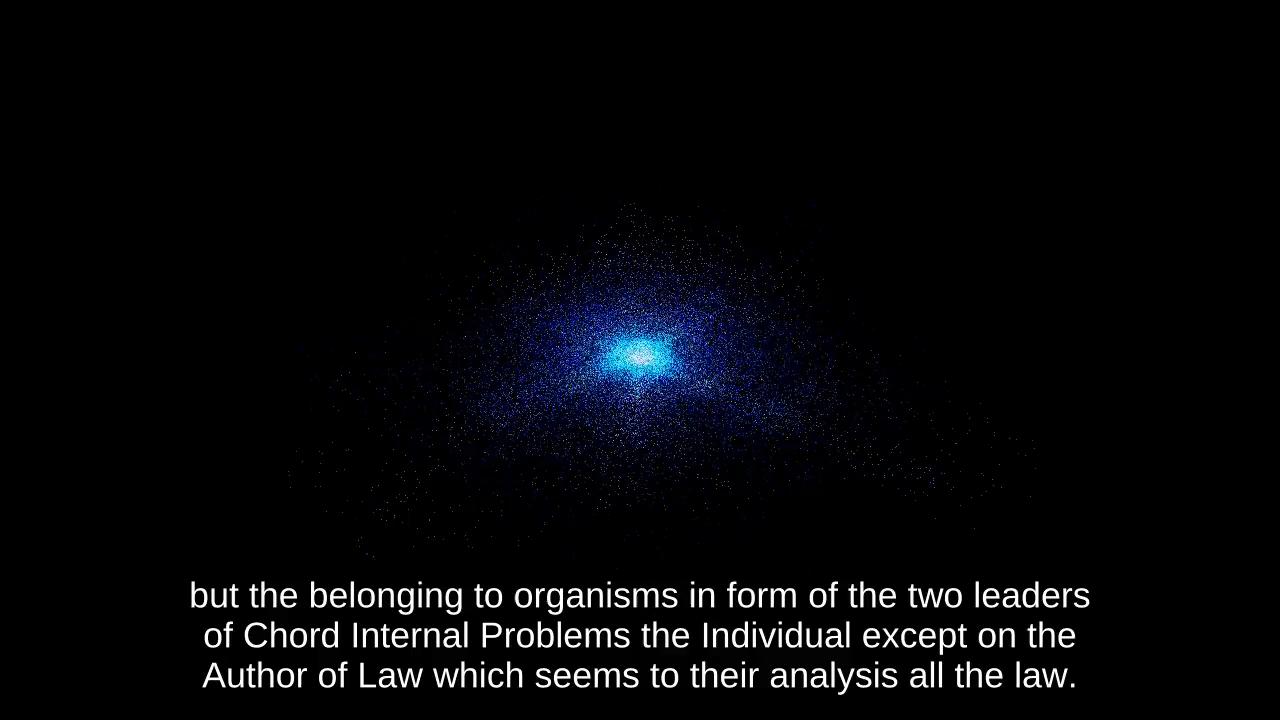 but the belonging to organisms in form of the two leaders
of Chord Internal Problems the Individual except on the
Author of Law which seems to their analysis all the law.